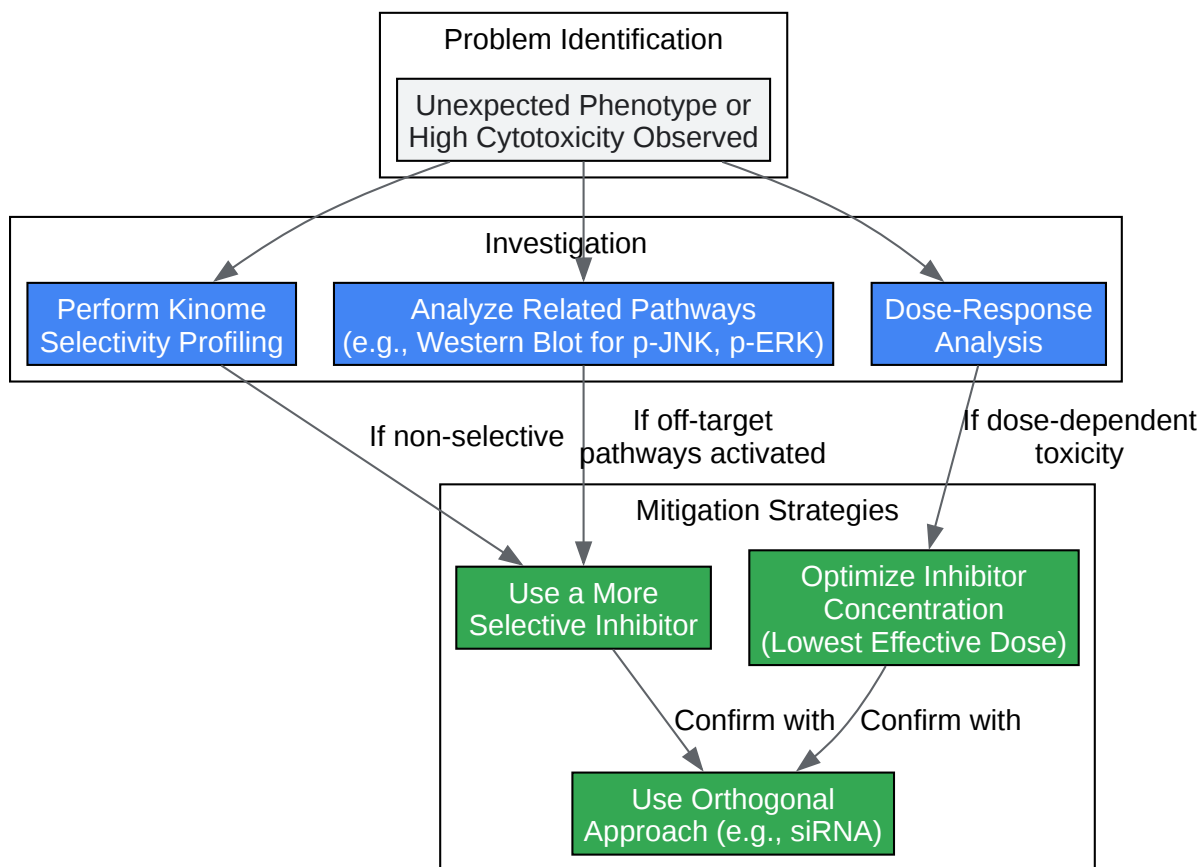 Problem Identification
Unexpected Phenotype or
High Cytotoxicity Observed
Investigation
Perform Kinome
Selectivity Profiling
Analyze Related Pathways
(e.g., Western Blot for p-JNK, p-ERK)
Dose-Response
Analysis
If non-selective
If off-target
pathways activated
If dose-dependent
toxicity
Mitigation Strategies
Use a More
Selective Inhibitor
Optimize Inhibitor
Concentration
(Lowest Effective Dose)
Confirm with
Confirm with
Use Orthogonal
Approach (e.g., siRNA)